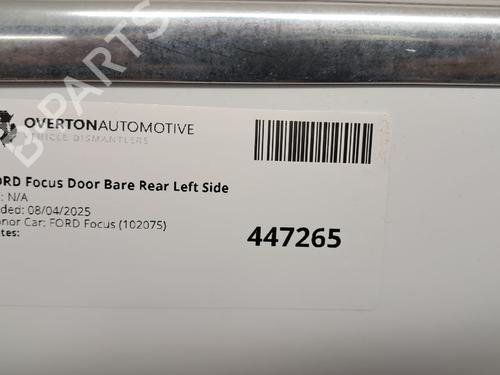 OVERTONAUTOMOTIVE
VEHICLE DISMANTLERS
ORD Focus Door Bare Rear Left Side
: N/A
ded: 08/04/2025
onor Car: FORD Focus (102075)
tes:
447265